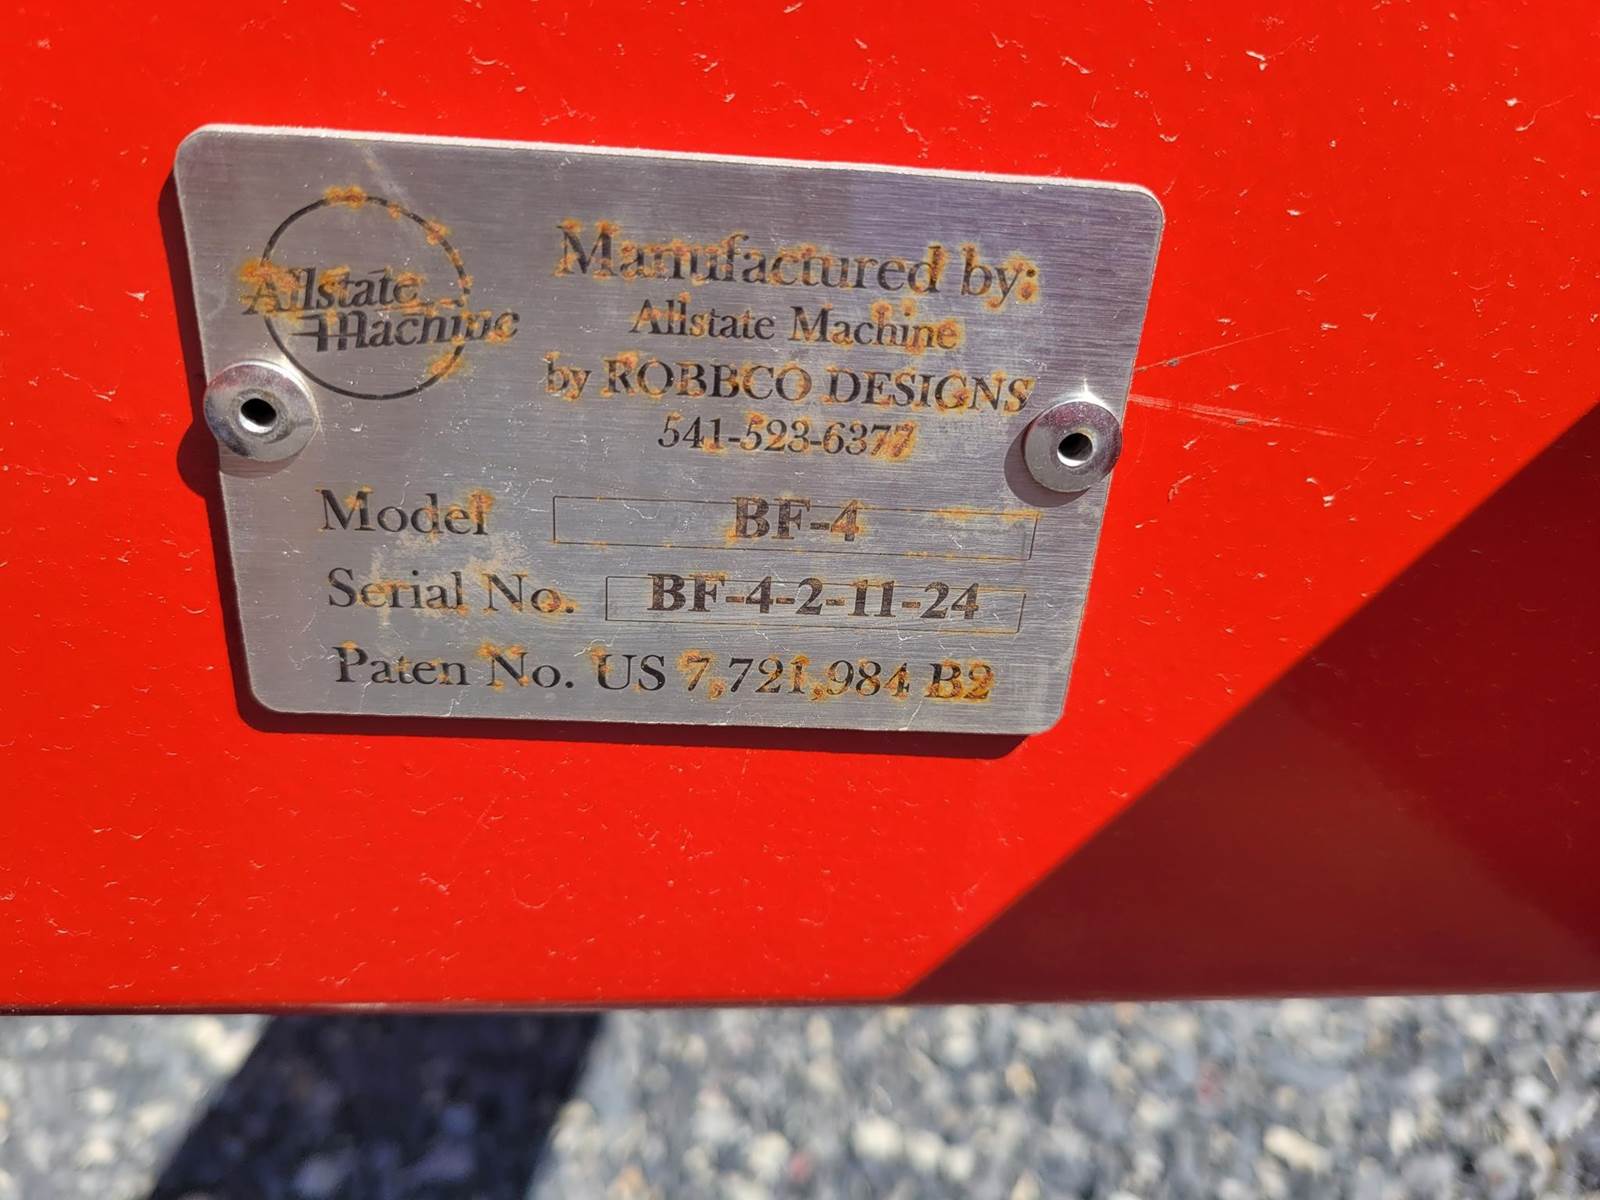 Allstate
Machine
Manufactured by:
Allstate Machine
by ROBBCO DESIGNS
541-523-6377
Model BF-4
Serial No. BF-4-2-11-24
Paten No. US 7,721,984 B2